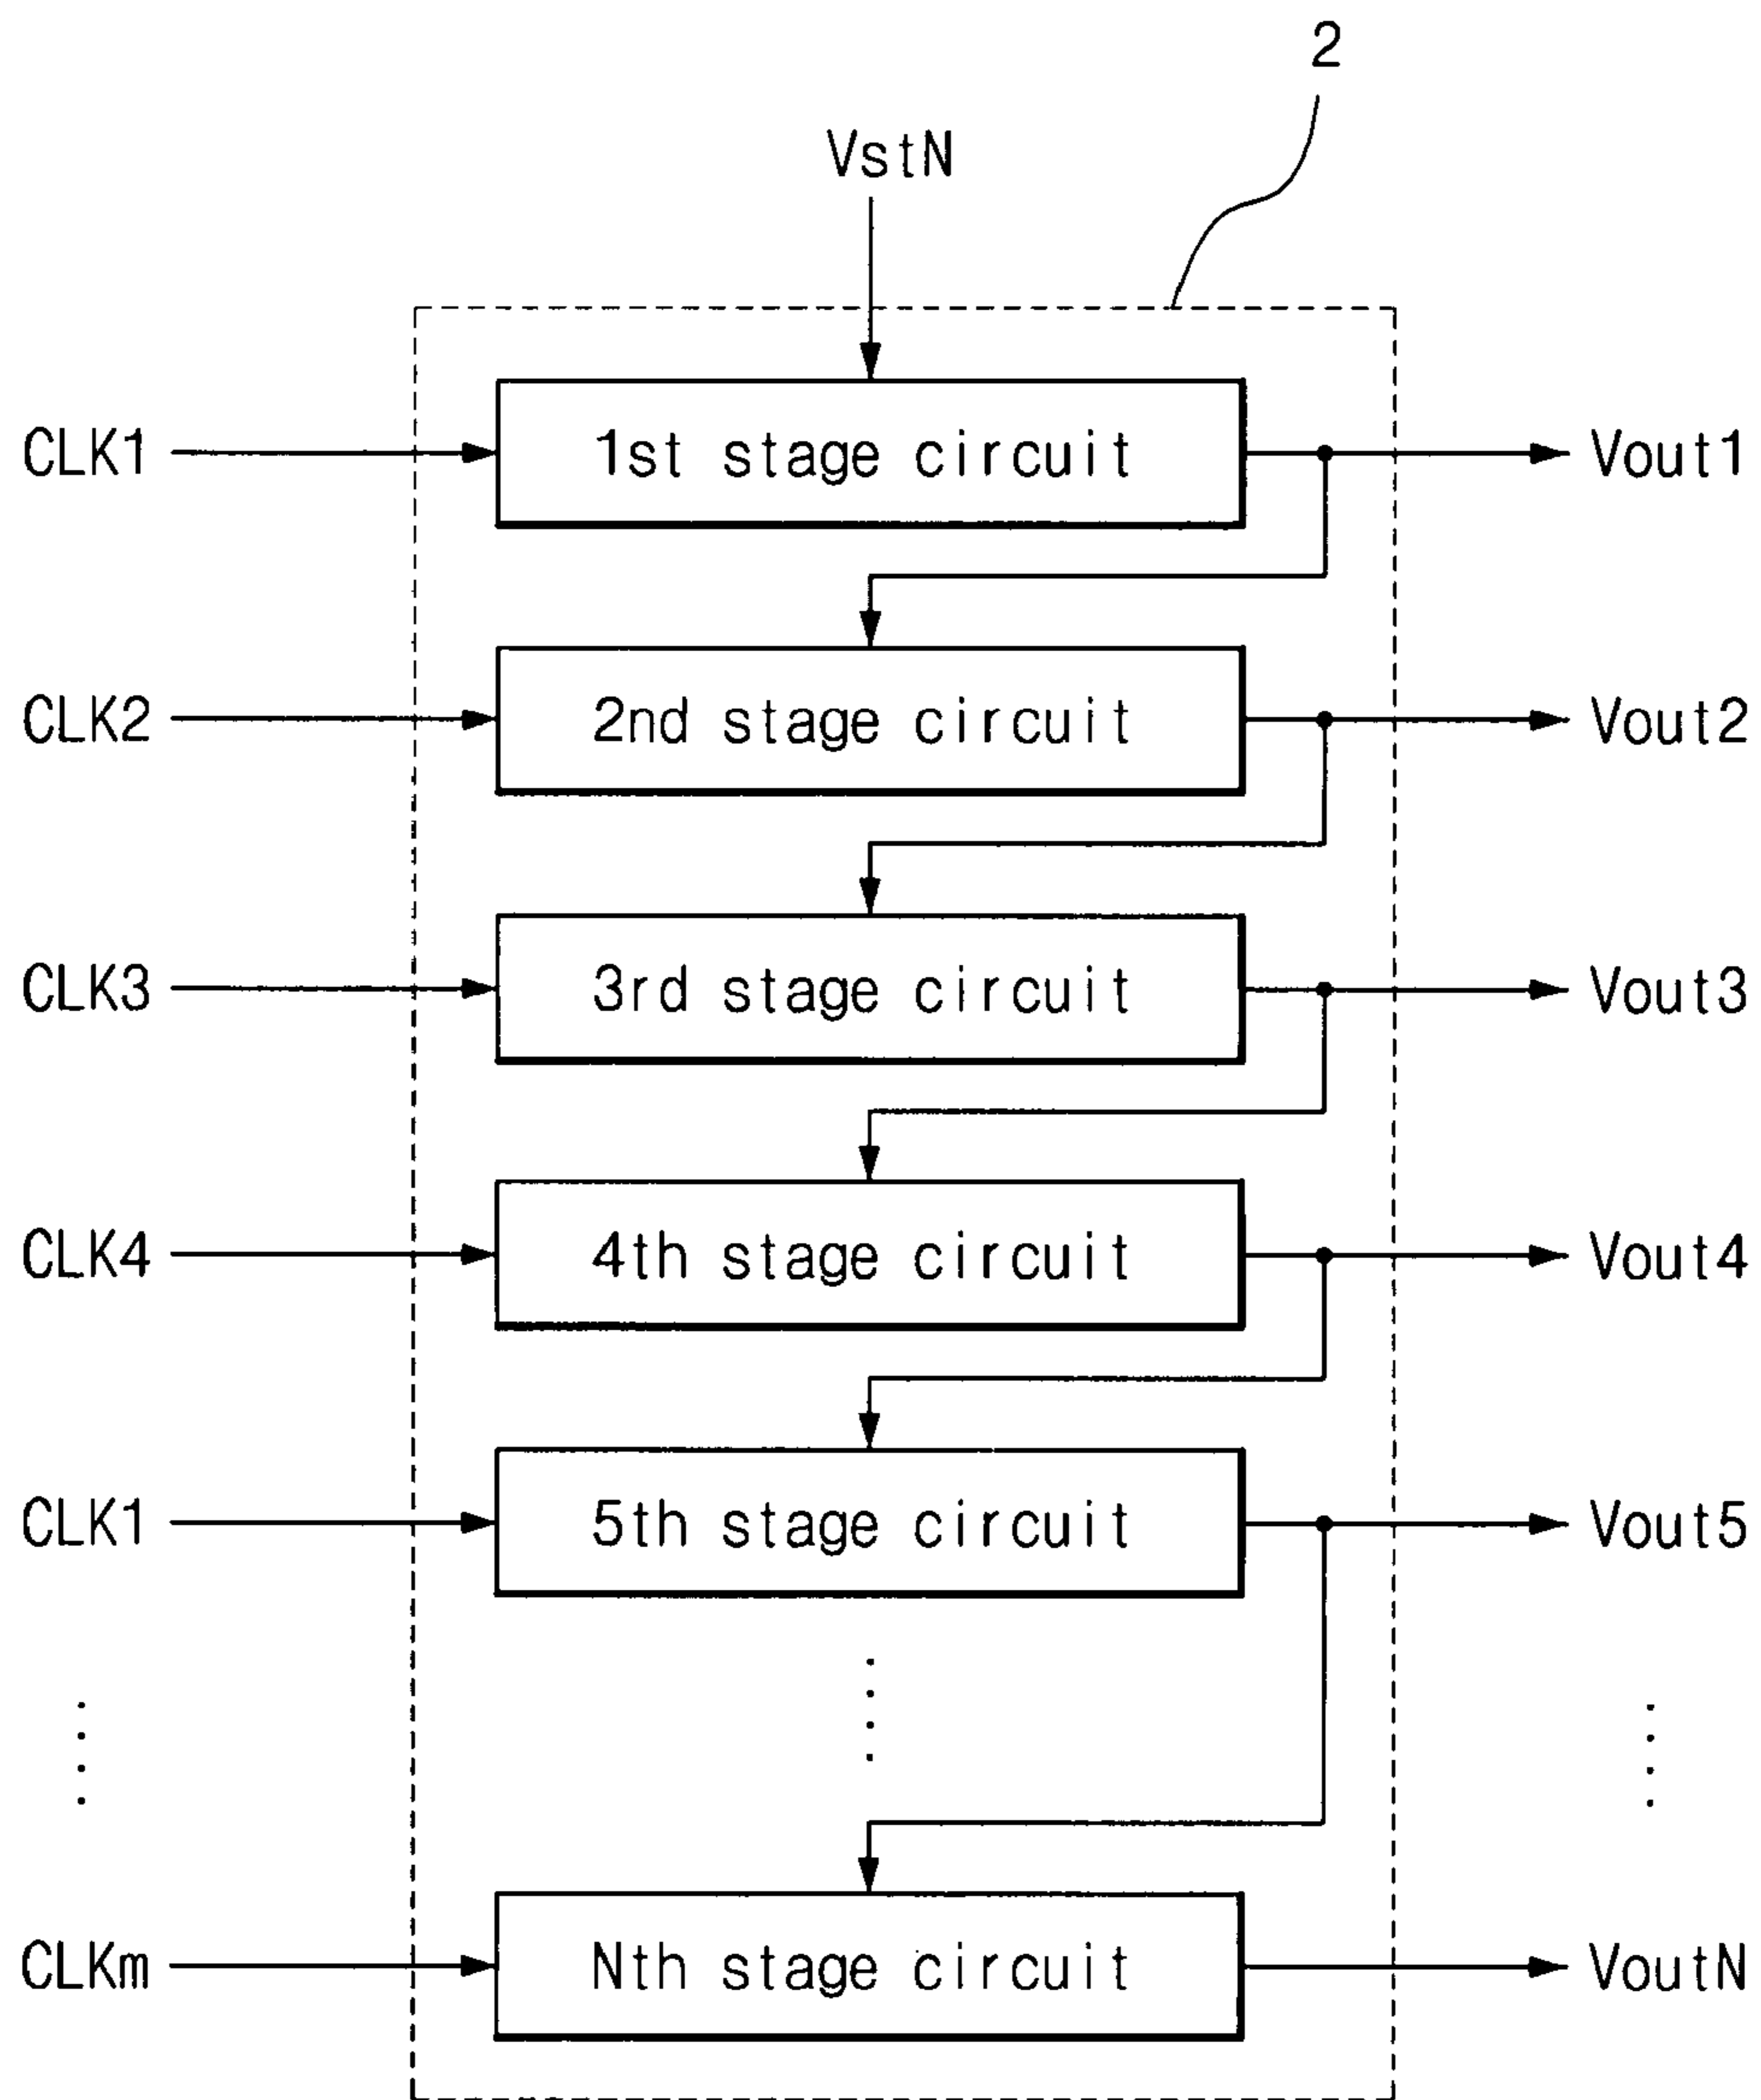 2
VstN
CLK1 1st stage circuit Vout1
CLK2 2nd stage circuit Vout2
CLK3 3rd stage circuit Vout3
CLK4 4th stage circuit Vout4
CLK1 5th stage circuit Vout5
CLKm Nth stage circuit VoutN